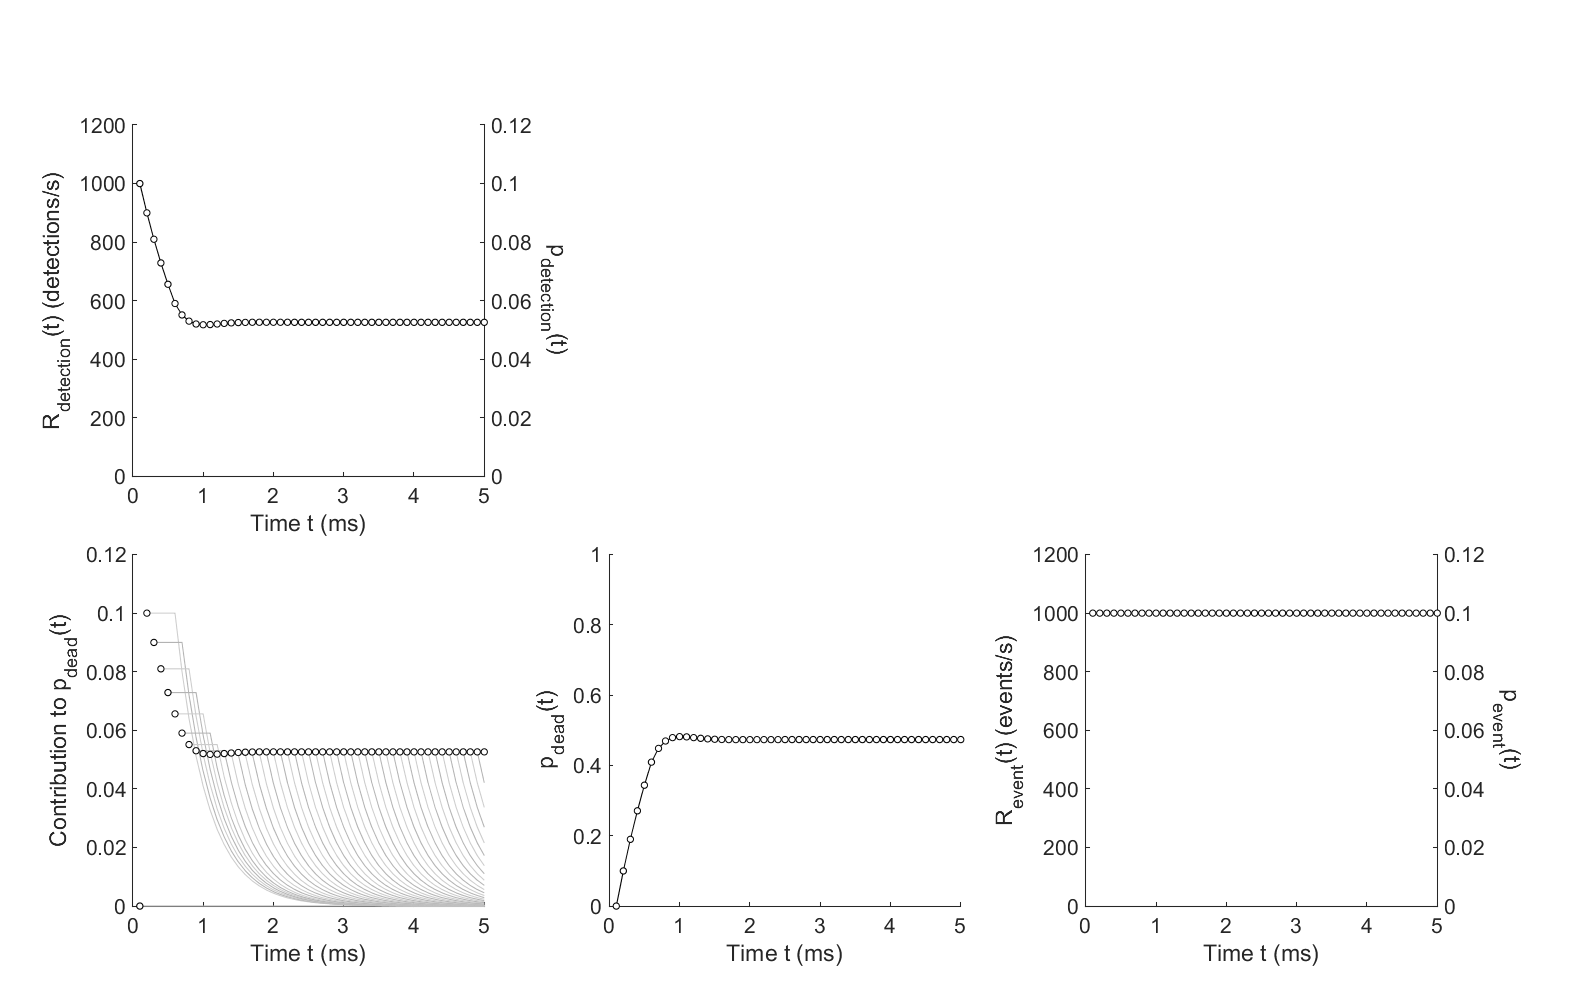 1200
1000
800
600
400
200
0
R_detection(t) (detections/s)
0.12
0.1
0.08
0.06
0.04
0.02
0
p_detection(t)
0 1 2 3 4 5
Time t (ms)
0.12
0.1
0.08
0.06
0.04
0.02
0
Contribution to p_dead(t)
0 1 2 3 4 5
Time t (ms)
1
0.8
0.6
0.4
0.2
0
p_dead(t)
0 1 2 3 4 5
Time t (ms)
1200
1000
800
600
400
200
0
R_event(t) (events/s)
0.12
0.1
0.08
0.06
0.04
0.02
0
p_event(t)
0 1 2 3 4 5
Time t (ms)